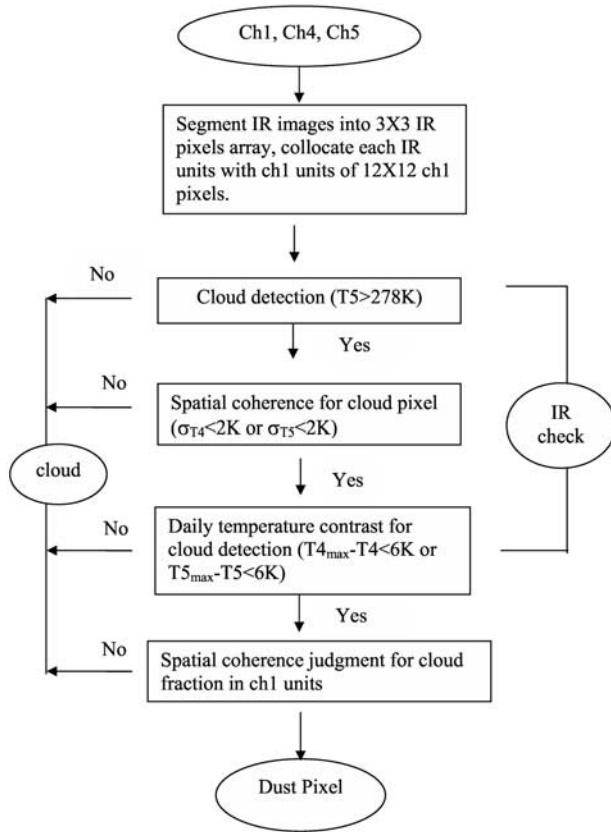 Ch1, Ch4, Ch5
Segment IR images into 3X3 IR
pixels array, collocate each IR
units with ch1 units of 12X12 ch1
pixels.
No
Cloud detection (T5>278K)
Yes
No
Spatial coherence for cloud pixel
(σT4<2K or σT5<2K)
IR
check
cloud
Yes
No
Daily temperature contrast for
cloud detection (T4max-T4<6K or
T5max-T5<6K)
Yes
No
Spatial coherence judgment for cloud
fraction in ch1 units
Dust Pixel